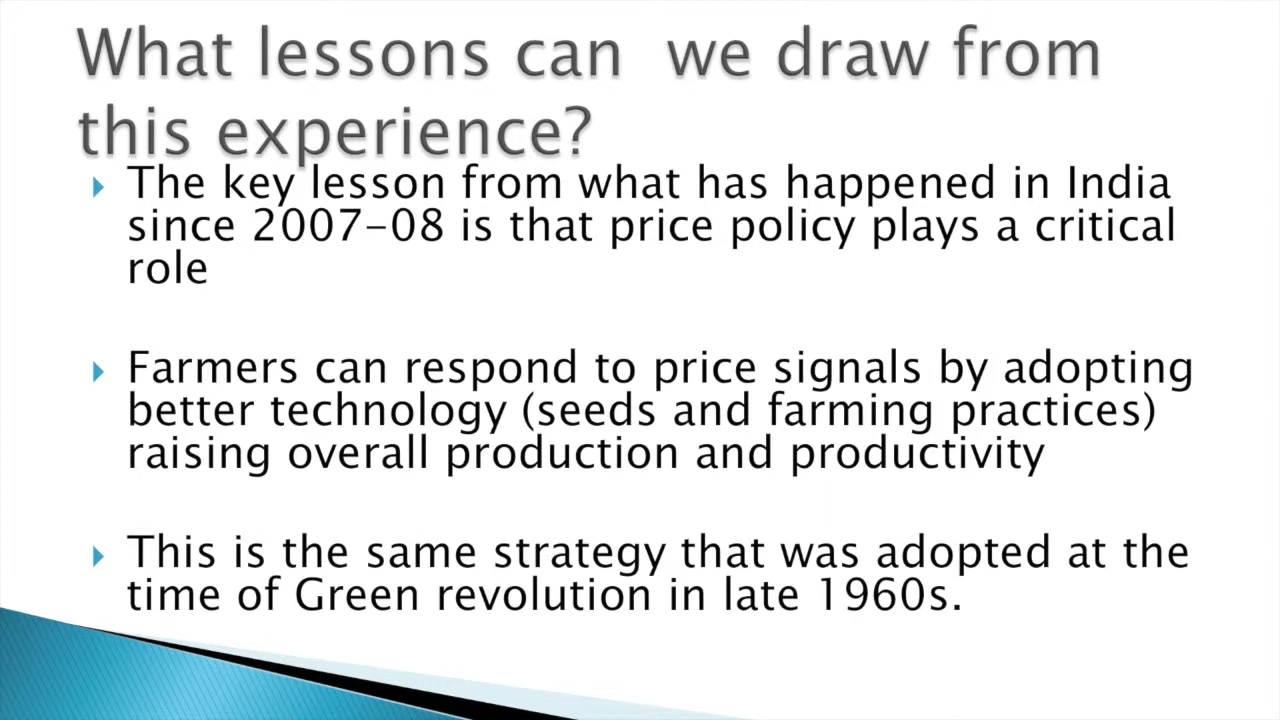 What lessons can we draw from
this experience?
The key lesson from what has happened in India
since 2007-08 is that price policy plays a critical
role
Farmers can respond to price signals by adopting
better technology (seeds and farming practices)
raising overall production and productivity
This is the same strategy that was adopted at the
time of Green revolution in late 1960s.